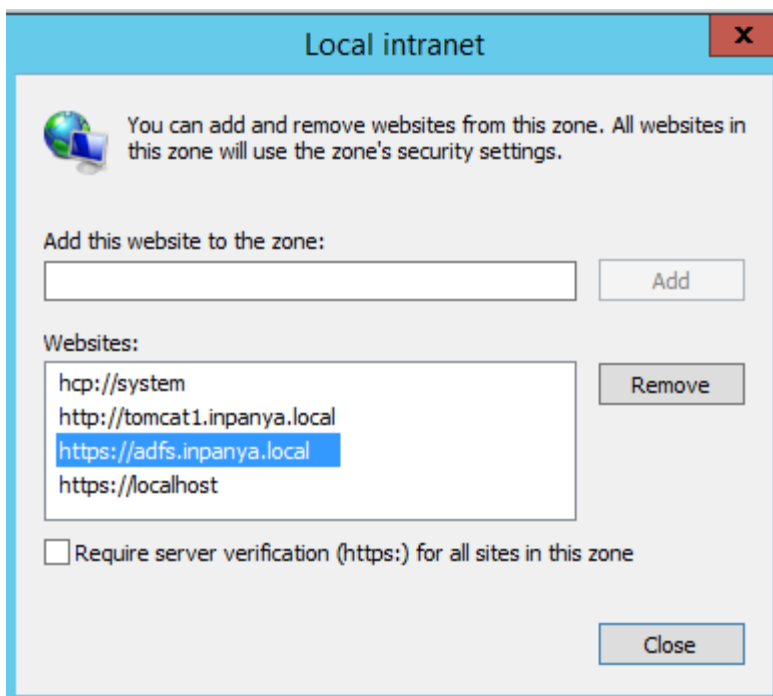 Local intranet
x
You can add and remove websites from this zone. All websites in
this zone will use the zone's security settings.
Add this website to the zone:
Add
Websites:
hcp://system
http://tomcat1.inpanya.local
https://adfs.inpanya.local
https://localhost
Remove
Require server verification (https:) for all sites in this zone
Close